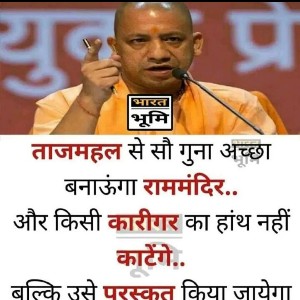 युवा
प्रे
भारत
भूमि
ताजमहल से सौ गुना अच्छा
बनाऊंगा राममंदिर..
और किसी कारीगर का हांथ नहीं
काटेंगे..
बल्कि उसे पुरस्कृत किया जायेगा